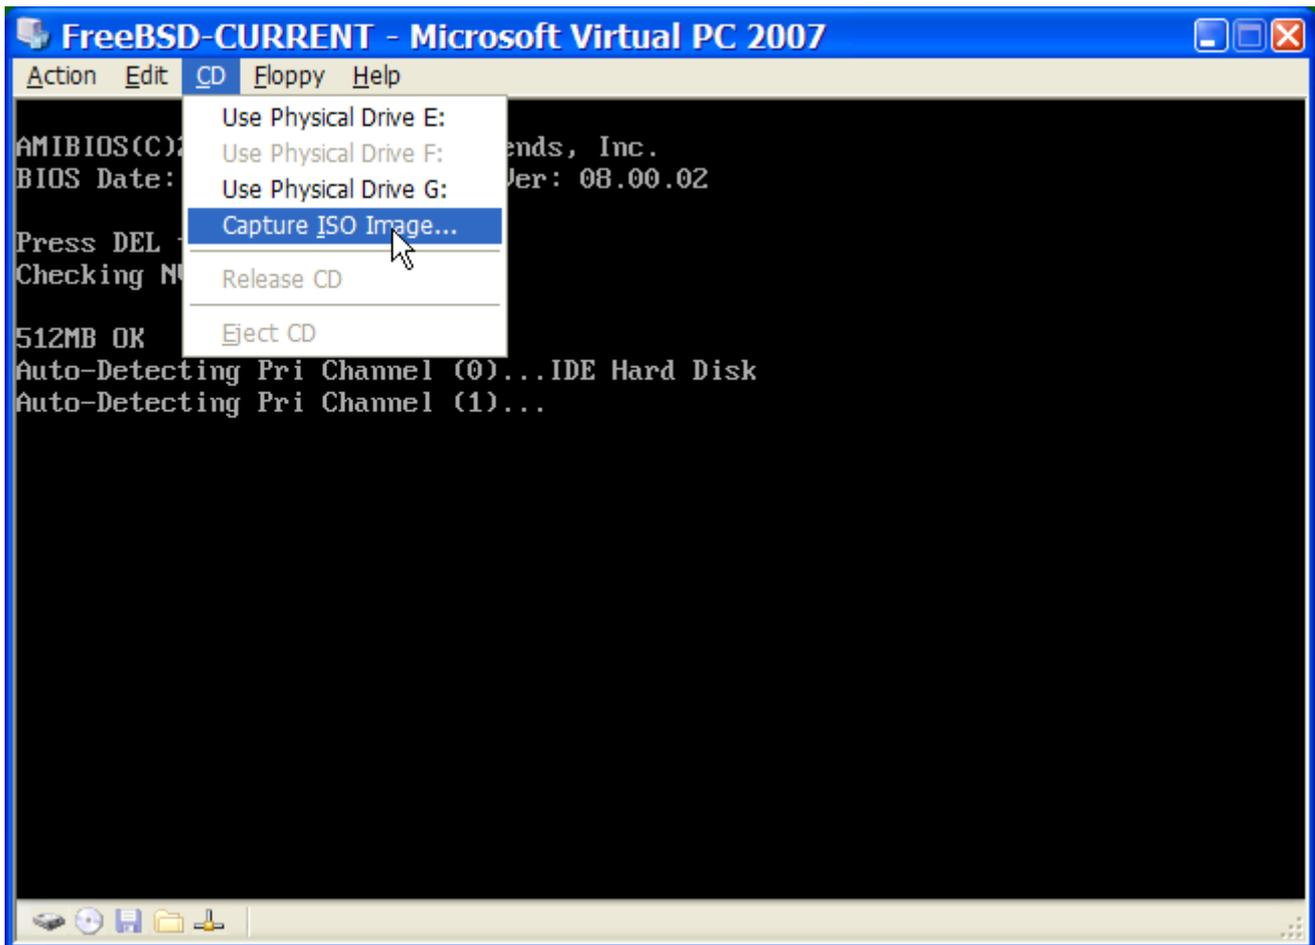 FreeBSD-CURRENT - Microsoft Virtual PC 2007
Action Edit CD Floppy Help
Use Physical Drive E:
Use Physical Drive F:
Use Physical Drive G:
Capture ISO Image...
Release CD
Eject CD
AMIBIOS(C) , Inc.
BIOS Date: Ver: 08.00.02
Press DEL
Checking
512MB OK
Auto-Detecting Pri Channel (0)...IDE Hard Disk
Auto-Detecting Pri Channel (1)...